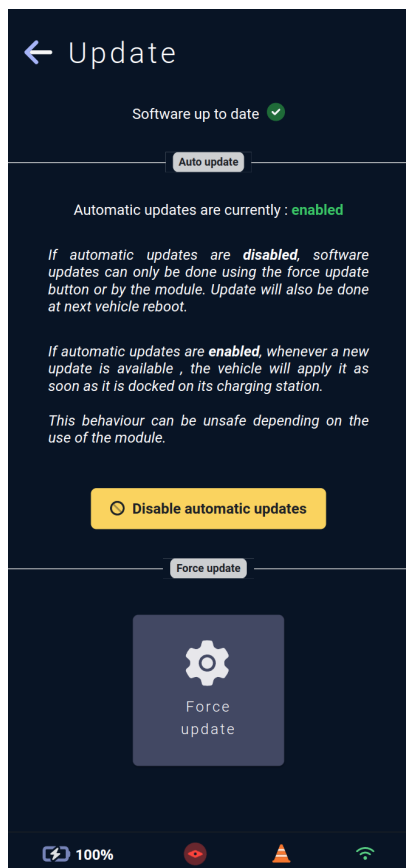 Update
Software up to date
Auto update
Automatic updates are currently : enabled
If automatic updates are disabled, software
updates can only be done using the force update
button or by the module. Update will also be done
at next vehicle reboot.
If automatic updates are enabled, whenever a new
update is available , the vehicle will apply it as
soon as it is docked on its charging station.
This behaviour can be unsafe depending on the
use of the module.
Disable automatic updates
Force update
Force
update
100%